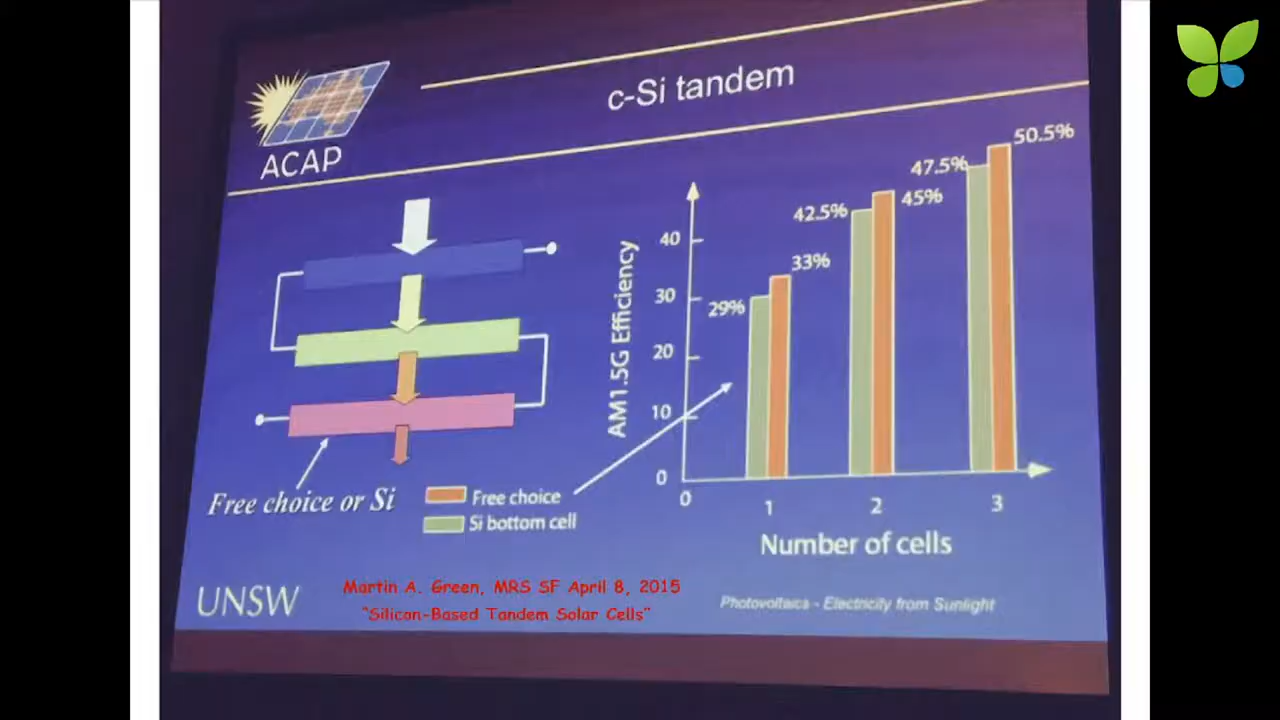 c-Si tandem
ACAP
Free choice or Si
Free choice
Si bottom cell
AM1.5G Efficiency
40
30
20
10
0
29%
33%
42.5%
45%
47.5%
50.5%
0
1
2
3
Number of cells
UNSW
Martin A. Green, MRS SF April 8, 2015
"Silicon-Based Tandem Solar Cells"
Photovoltaics - Electricity from Sunlight